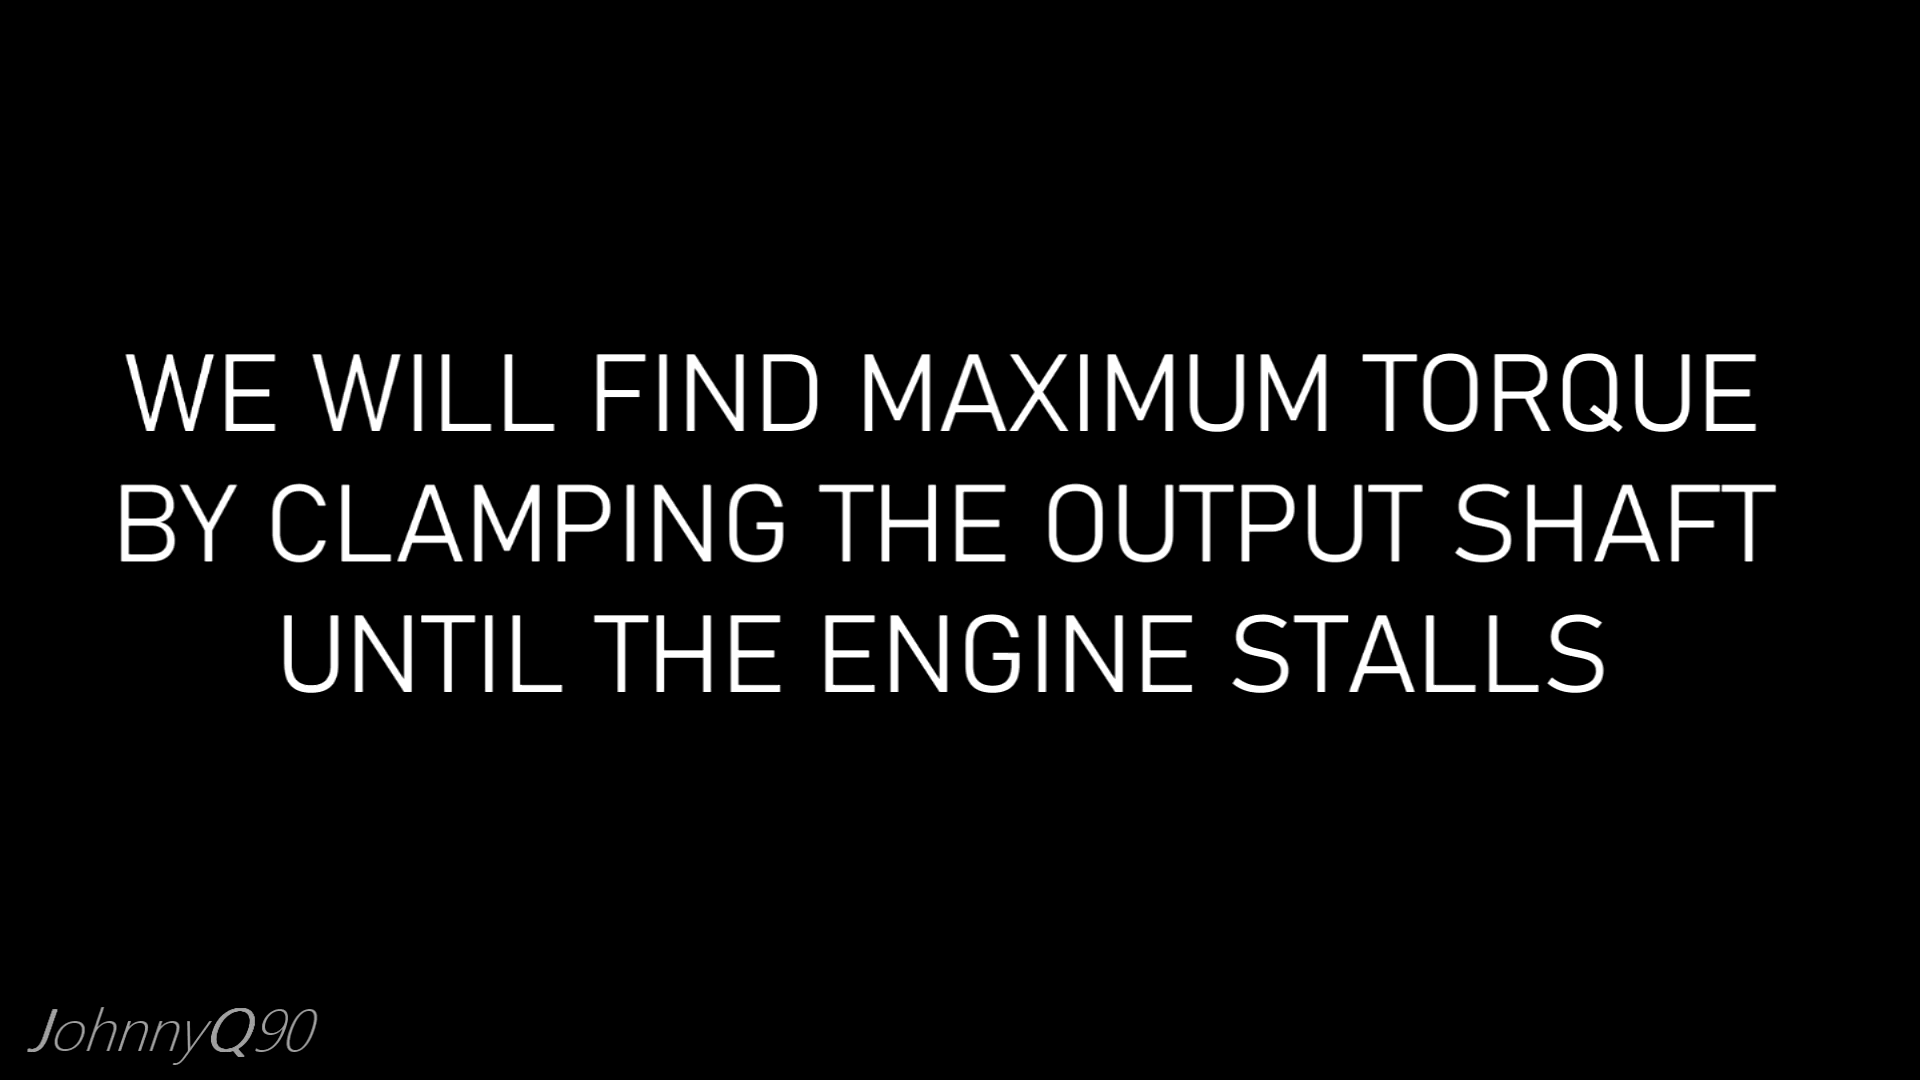 WE WILL FIND MAXIMUM TORQUE
BY CLAMPING THE OUTPUT SHAFT
UNTIL THE ENGINE STALLS
JohnnyQ90